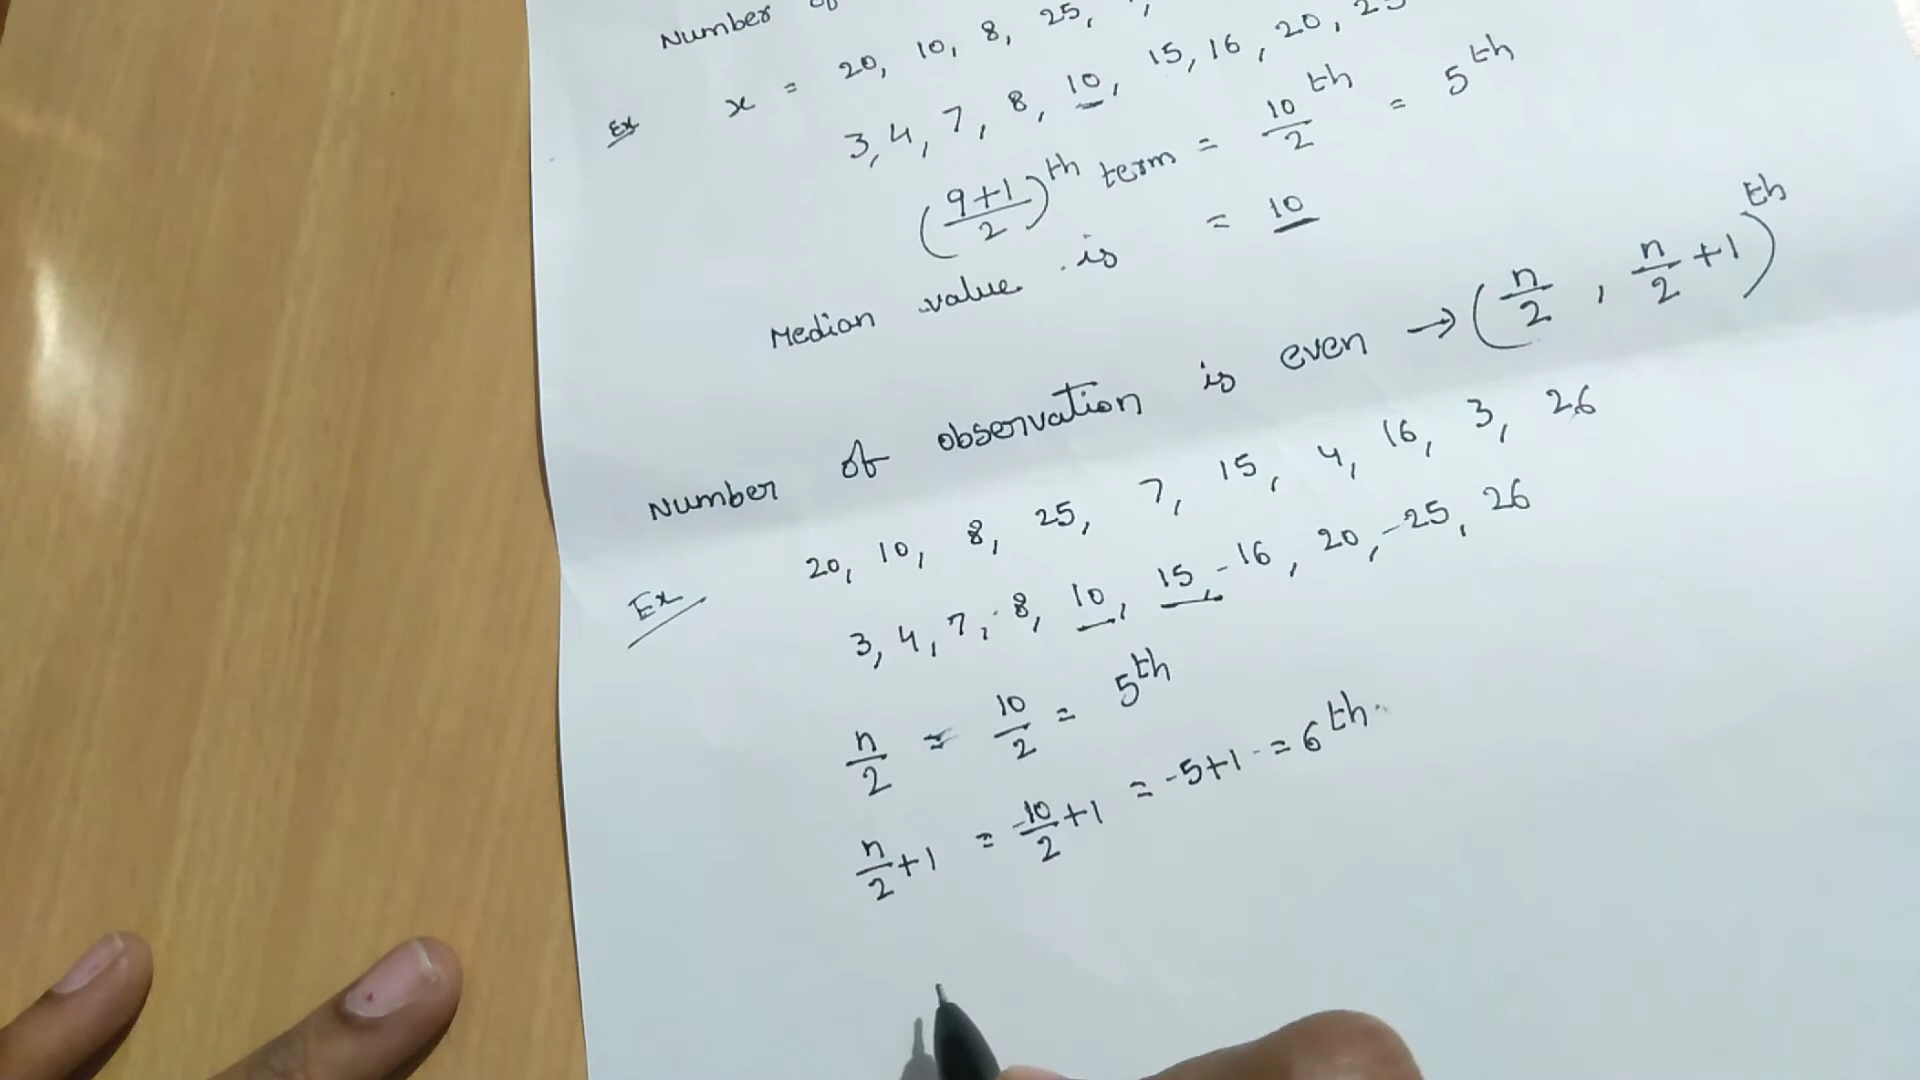 Number of
Ex x = 20, 10, 8, 25,
3, 4, 7, 8, 10, 15, 16, 20, 25
(9+1/2)th term = 10/2 th = 5th
Median value is = 10
Number of observation is even → (n/2, n/2+1)th
Ex 20, 10, 8, 25, 7, 15, 4, 16, 3, 26
3, 4, 7, 8, 10, 15, 16, 20, 25, 26
n/2 = 10/2 = 5th
n/2+1 = 10/2+1 = 5+1 = 6th